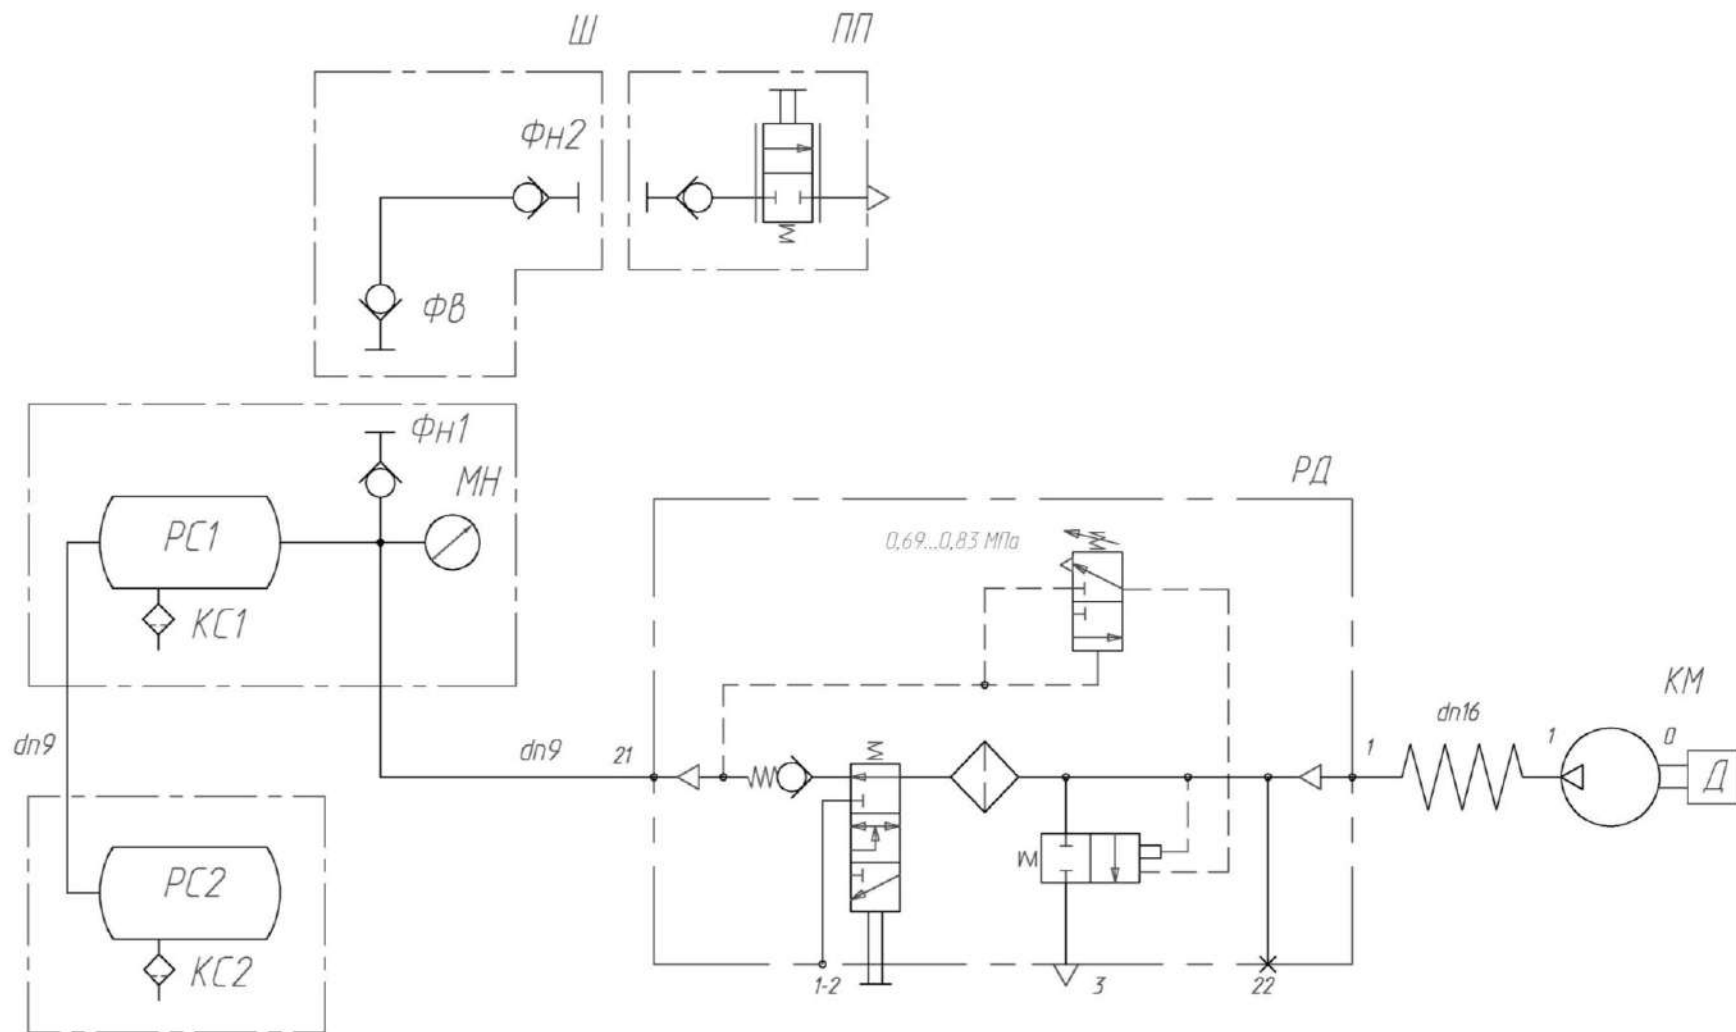 Ш
ПП
Фн2
ФВ
Фн1
МН
РС1
КС1
РД
0,69...0,83 МПа
КМ
dn16
dn9
dn9
21
1
1
0
Д
РС2
КС2
1-2
3
22